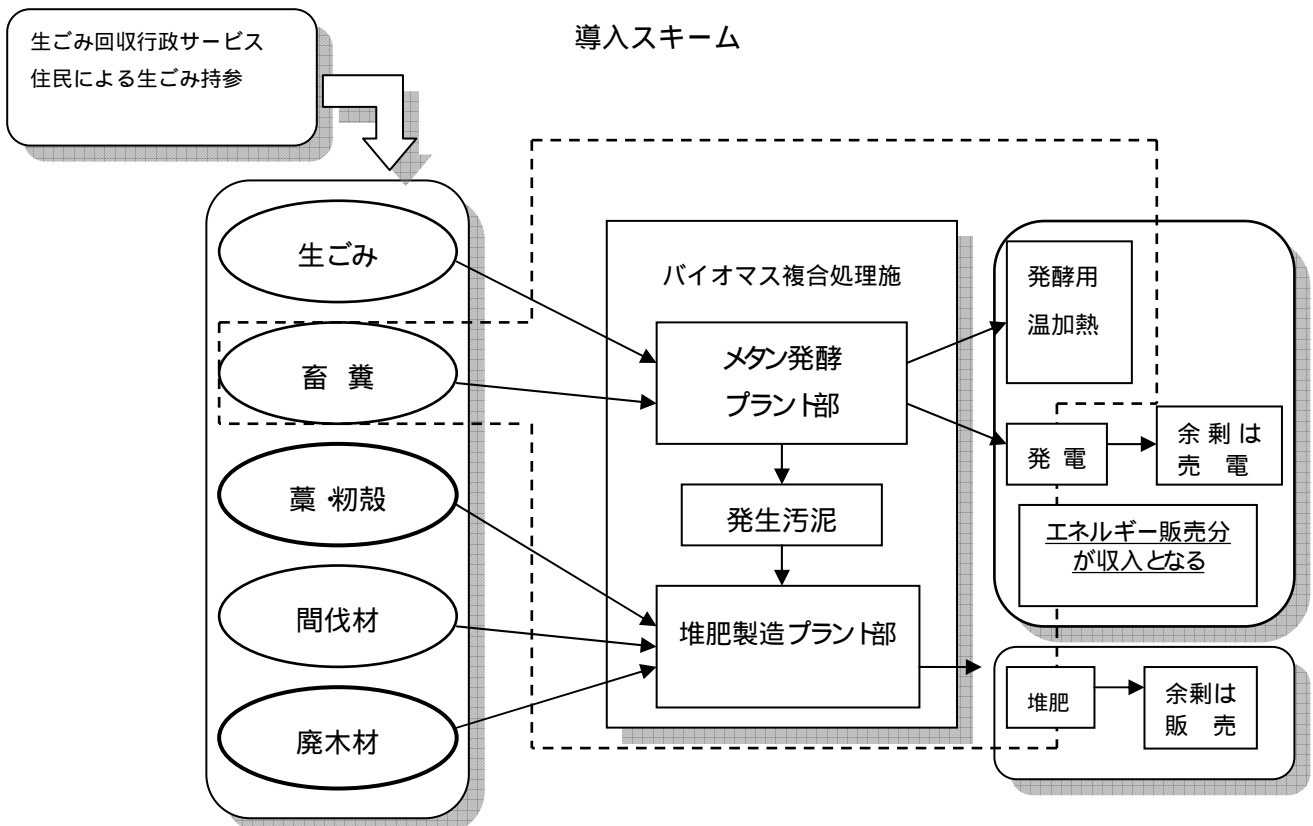 導入スキーム
生ごみ回収行政サービス
住民による生ごみ持参
生ごみ
畜 糞
藁・籾殻
間伐材
廃木材
バイオマス複合処理施
メタン発酵
プラント部
発生汚泥
堆肥製造プラント部
発酵用
温加熱
発 電
余 剰 は
売 電
エネルギー販売分
が収入となる
堆肥
余剰は
販 売